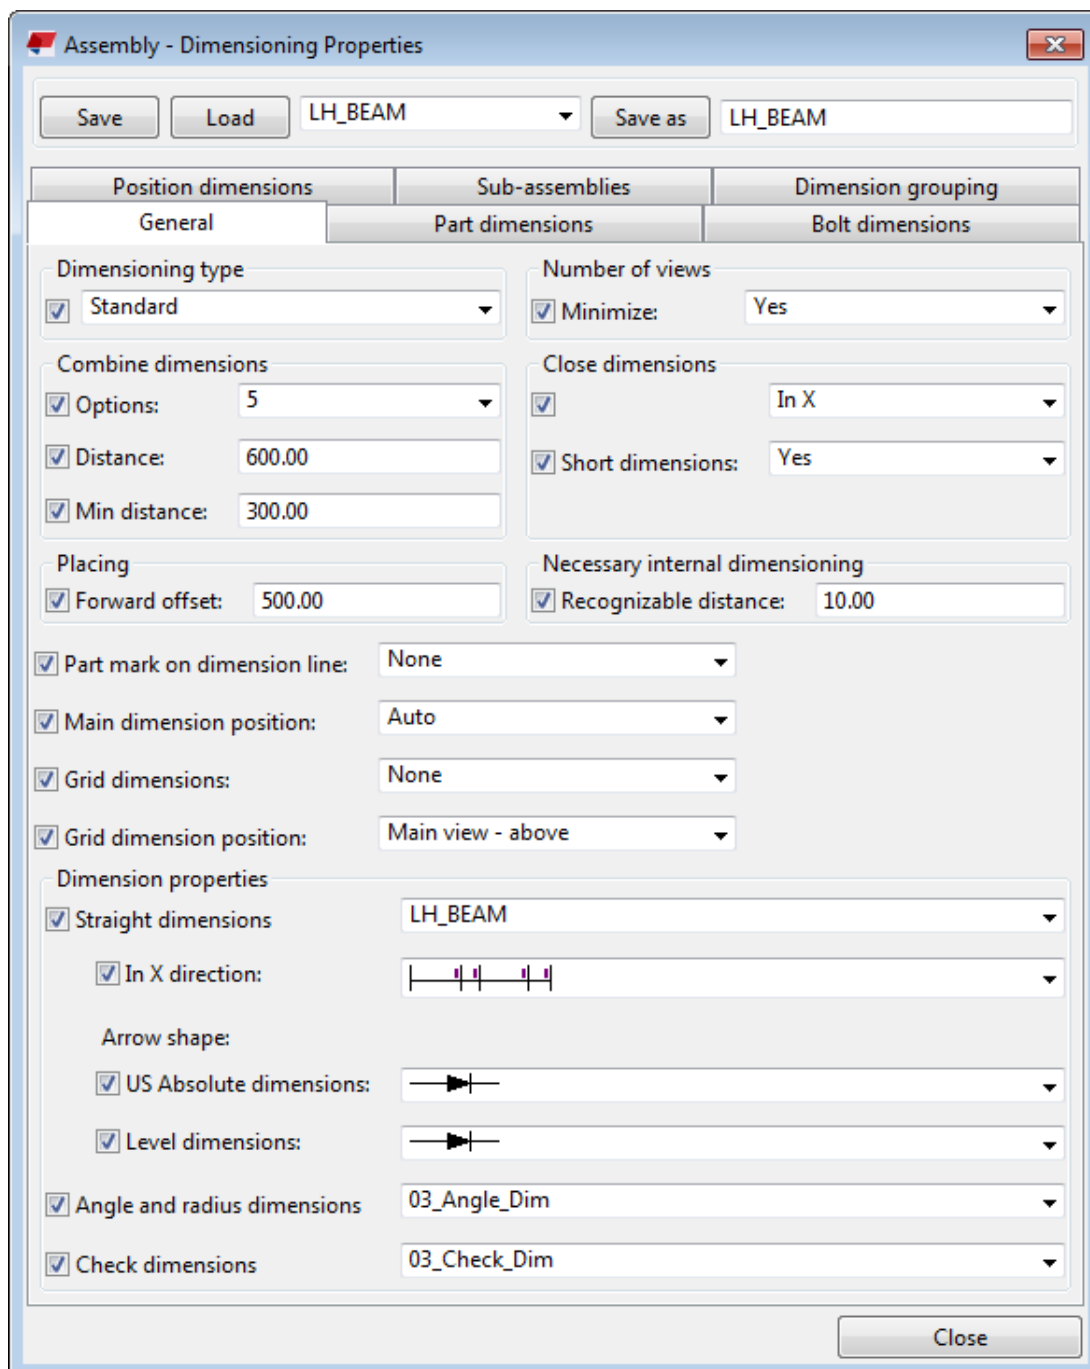 Assembly - Dimensioning Properties
Save Load LH_BEAM Save as LH_BEAM
Position dimensions Sub-assemblies Dimension grouping
General Part dimensions Bolt dimensions
Dimensioning type Number of views
Standard Minimize: Yes
Combine dimensions Close dimensions
Options: 5 In X
Distance: 600.00 Short dimensions: Yes
Min distance: 300.00
Placing Necessary internal dimensioning
Forward offset: 500.00 Recognizable distance: 10.00
Part mark on dimension line: None
Main dimension position: Auto
Grid dimensions: None
Grid dimension position: Main view - above
Dimension properties
Straight dimensions LH_BEAM
In X direction:
Arrow shape:
US Absolute dimensions:
Level dimensions:
Angle and radius dimensions 03_Angle_Dim
Check dimensions 03_Check_Dim
Close